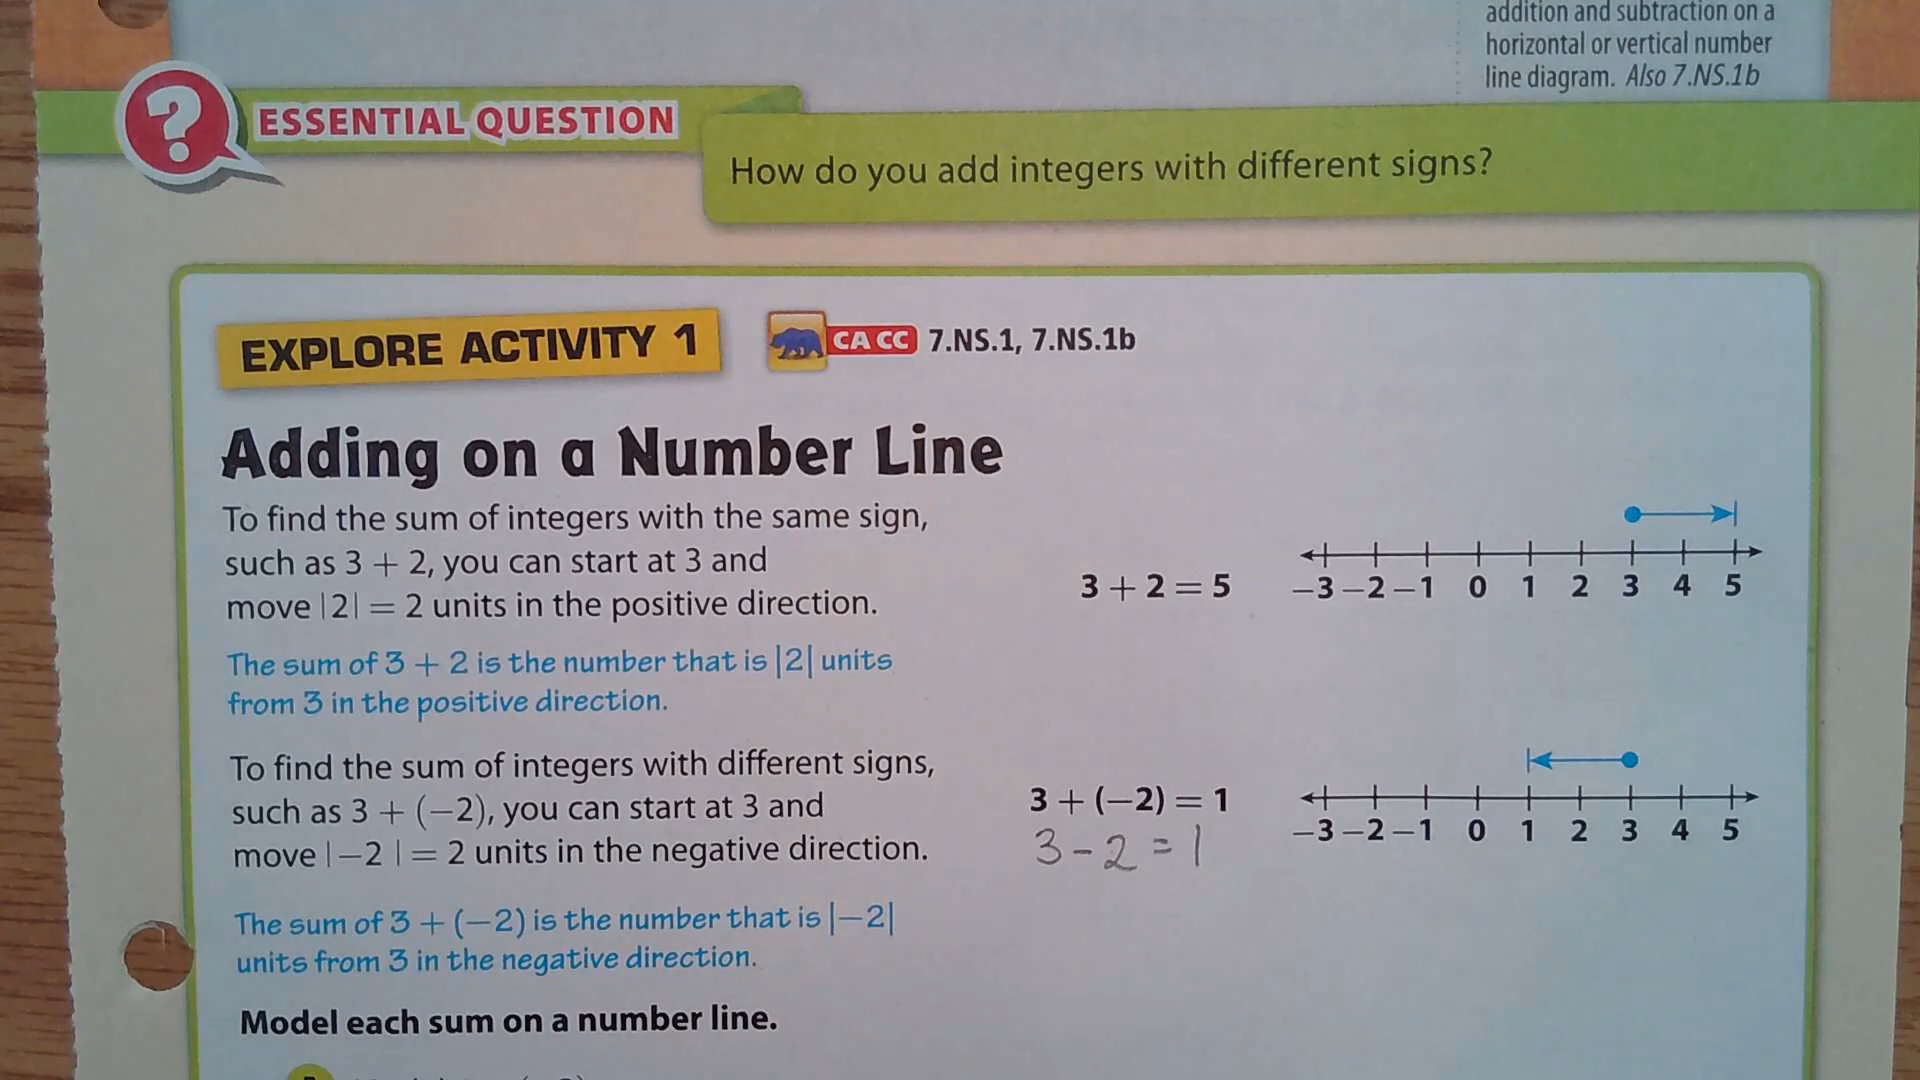 addition and subtraction on a
horizontal or vertical number
line diagram. Also 7.NS.1b
?
ESSENTIAL QUESTION
How do you add integers with different signs?
EXPLORE ACTIVITY 1
CA CC 7.NS.1, 7.NS.1b
Adding on a Number Line
To find the sum of integers with the same sign,
such as 3 + 2, you can start at 3 and
move |2| = 2 units in the positive direction.
3 + 2 = 5
−3 −2 −1 0 1 2 3 4 5
The sum of 3 + 2 is the number that is |2| units
from 3 in the positive direction.
To find the sum of integers with different signs,
such as 3 + (−2), you can start at 3 and
move |−2| = 2 units in the negative direction.
3 + (−2) = 1
3 - 2 = 1
−3 −2 −1 0 1 2 3 4 5
The sum of 3 + (−2) is the number that is |−2|
units from 3 in the negative direction.
Model each sum on a number line.